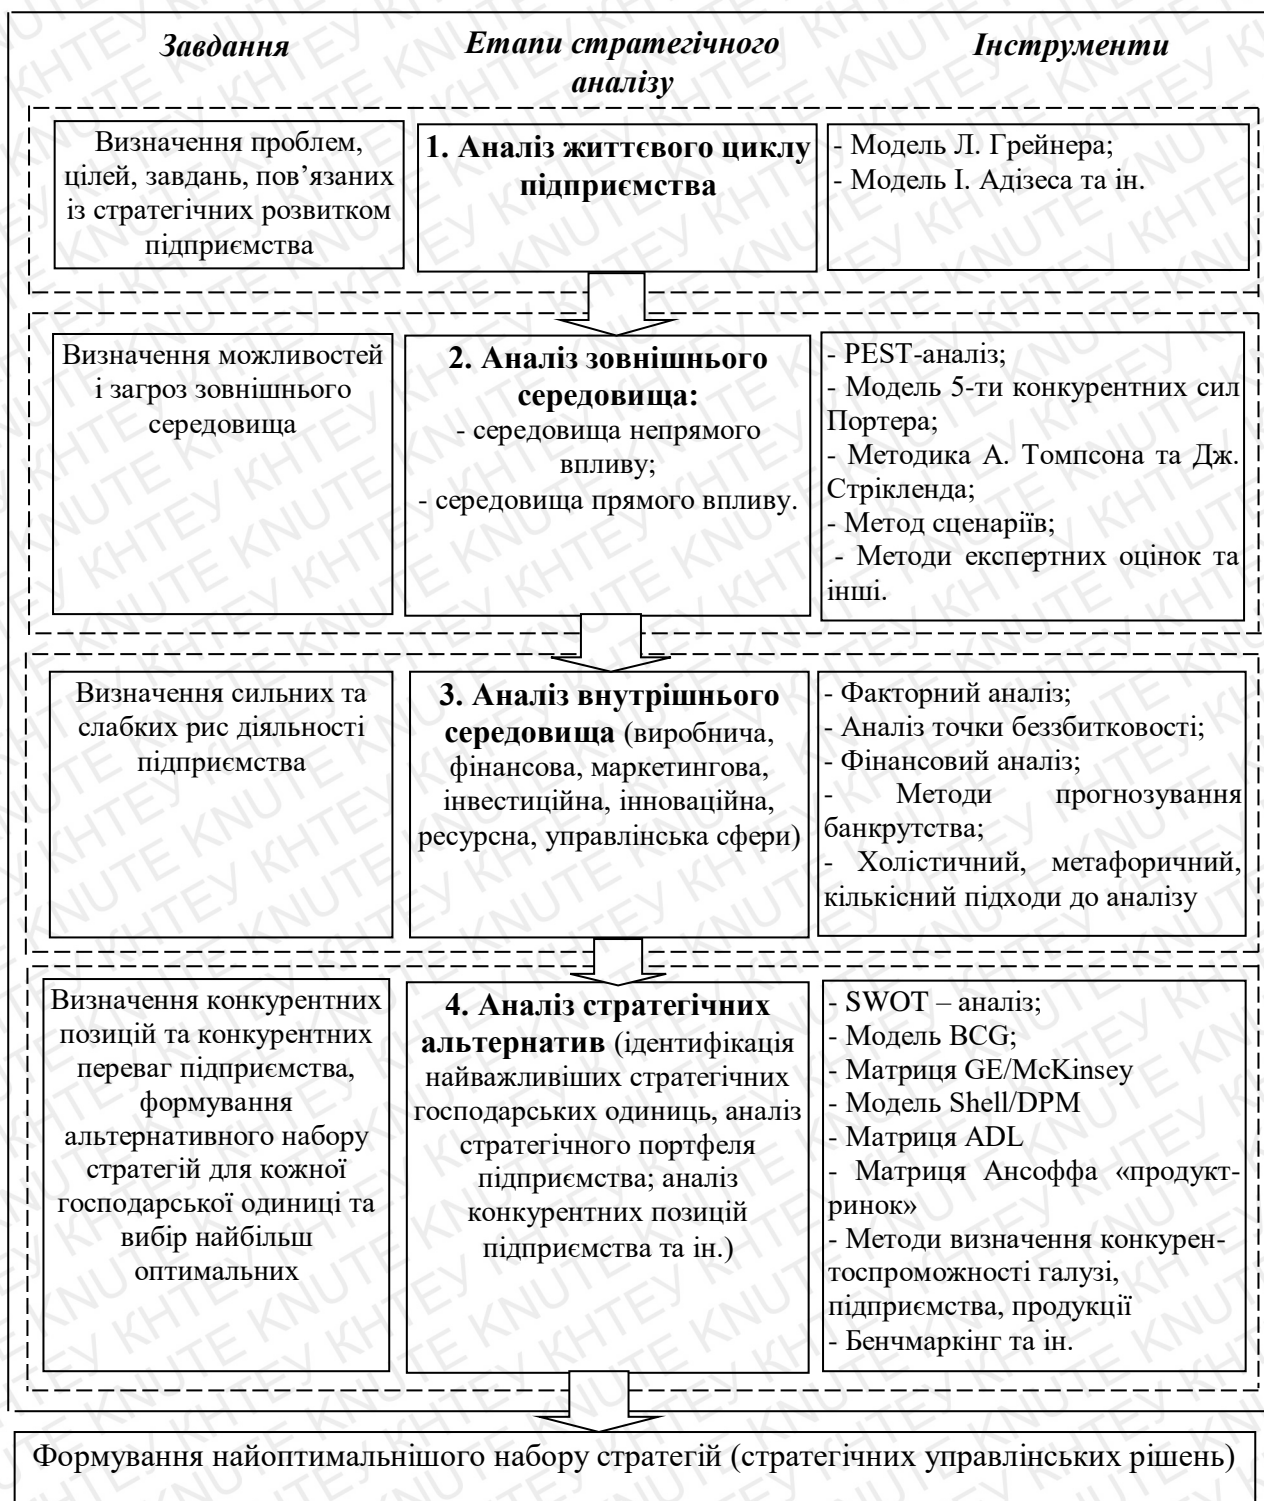 Завдання
Етапи стратегічного
аналізу
Інструменти
Визначення проблем,
цілей, завдань, пов’язаних
із стратегічних розвитком
підприємства
1. Аналіз життєвого циклу
підприємства
- Модель Л. Грейнера;
- Модель І. Адізеса та ін.
Визначення можливостей
і загроз зовнішнього
середовища
2. Аналіз зовнішнього
середовища:
- середовища непрямого
впливу;
- середовища прямого впливу.
- PEST-аналіз;
- Модель 5-ти конкурентних сил
Портера;
- Методика А. Томпсона та Дж.
Стрікленда;
- Метод сценаріїв;
- Методи експертних оцінок та
інші.
Визначення сильних та
слабких рис діяльності
підприємства
3. Аналіз внутрішнього
середовища (виробнича,
фінансова, маркетингова,
інвестиційна, інноваційна,
ресурсна, управлінська сфери)
- Факторний аналіз;
- Аналіз точки беззбитковості;
- Фінансовий аналіз;
- Методи прогнозування
банкрутства;
- Холістичний, метафоричний,
кількісний підходи до аналізу
Визначення конкурентних
позицій та конкурентних
переваг підприємства,
формування
альтернативного набору
стратегій для кожної
господарської одиниці та
вибір найбільш
оптимальних
4. Аналіз стратегічних
альтернатив (ідентифікація
найважливіших стратегічних
господарських одиниць, аналіз
стратегічного портфеля
підприємства; аналіз
конкурентних позицій
підприємства та ін.)
- SWOT – аналіз;
- Модель BCG;
- Матриця GE/McKinsey
- Модель Shell/DPM
- Матриця ADL
- Матриця Ансоффа «продукт-
ринок»
- Методи визначення конкурен-
тоспроможності галузі,
підприємства, продукції
- Бенчмаркінг та ін.
Формування найоптимальнішого набору стратегій (стратегічних управлінських рішень)